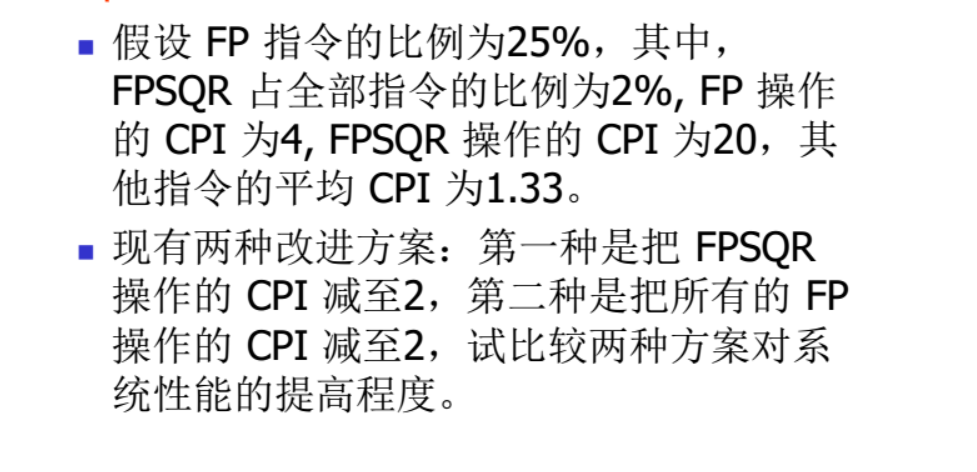 假设 FP 指令的比例为25%，其中，
FPSQR 占全部指令的比例为2%, FP 操作
的 CPI 为4, FPSQR 操作的 CPI 为20，其
他指令的平均 CPI 为1.33。
现有两种改进方案：第一种是把 FPSQR
操作的 CPI 减至2，第二种是把所有的 FP
操作的 CPI 减至2，试比较两种方案对系
统性能的提高程度。